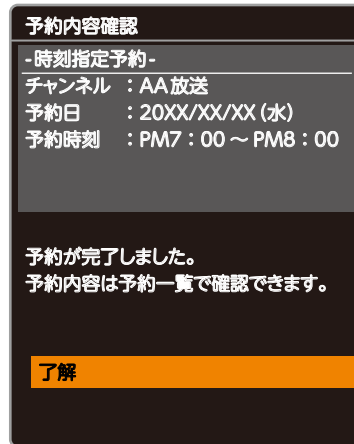 予約内容確認
-時刻指定予約-
チャンネル ：AA放送
予約日 ：20XX/XX/XX(水)
予約時刻 ：PM7：00～PM8：00
予約が完了しました。
予約内容は予約一覧で確認できます。
了解